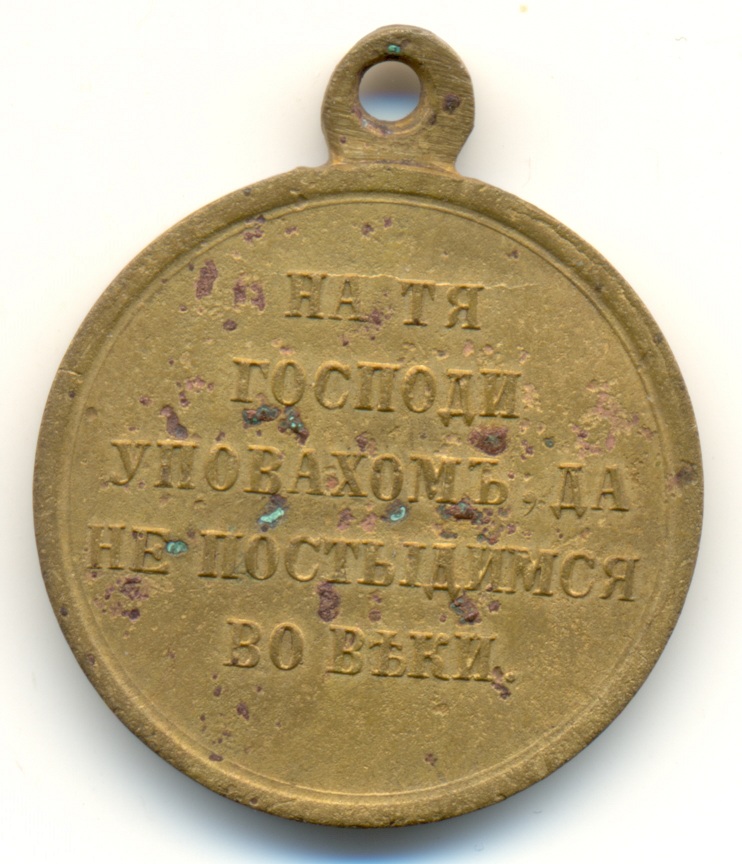 НА ТЯ
ГОСПОДИ
УПОВАХОМЪ, ДА
НЕ ПОСТЫДИМСЯ
ВО ВѢКИ.